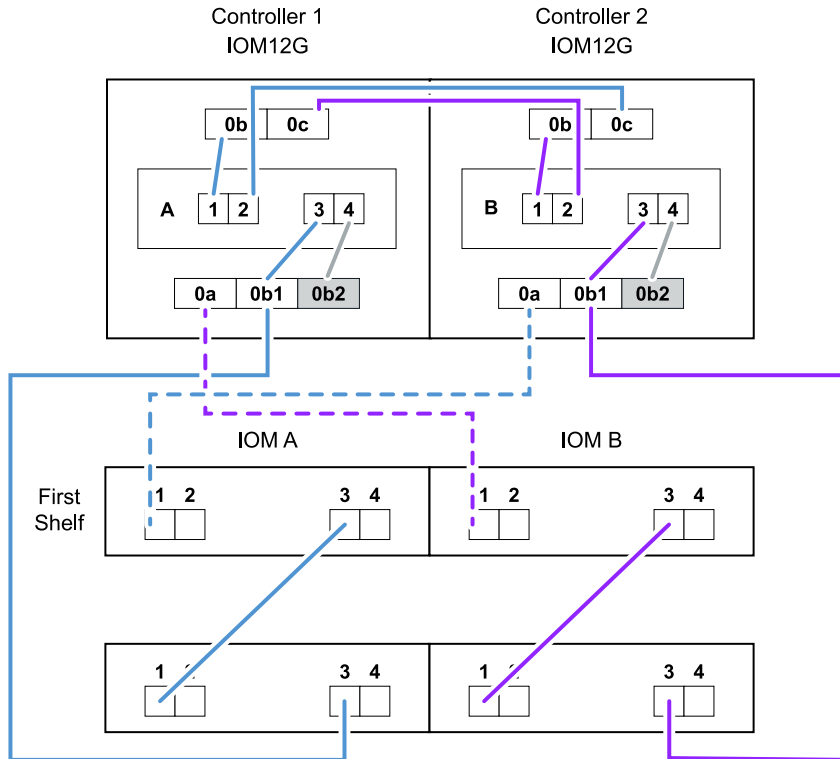 Controller 1 Controller 2
IOM12G IOM12G
0b 0c 0b 0c
A 1 2 3 4 B 1 2 3 4
0a 0b1 0b2 0a 0b1 0b2
IOM A IOM B
First
Shelf
1 2 3 4 1 2 3 4
1 3 4 1 3 4